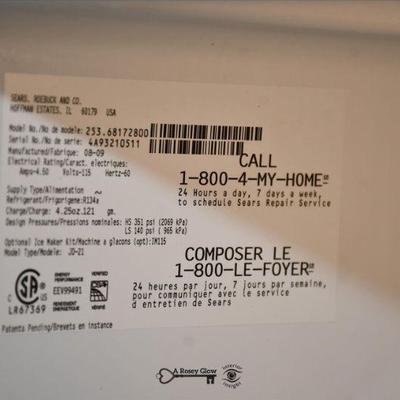 SEARS, ROEBUCK AND CO.
HOFFMAN ESTATES, IL 60179 USA
Model No./No de modele: 253.68172800
Serial No./No de serie: 4A93210511
Manufactured/Fabrique: 08-09
Electrical Rating/Caract. electriques:
Amps-4.50 Volts-115 Hertz-60
Supply Type/Alimentation ~
Refrigerant/Frigorigene:R134a
Charge/Charge: 4.25oz.121 gm.
Design Pressures/Pressions nominales: HS 351 psi (2069 kPa)
LS 140 psi ( 965 kPa)
Optional Ice Maker Kit/Machine a glacons (opt):IM115
Model Type/Modele: JD-21
CALL
1-800-4-MY-HOME
24 Hours a day, 7 days a week,
to schedule Sears Repair Service
COMPOSER LE
1-800-LE-FOYER
24 heures par jour, 7 jours par semaine,
pour communiquer avec le service
d entretien de Sears
ENERGY PERFORMANCE VERIFIED
EEV99491
LR67369
Patents Pending/Brevets en instance
A Rosey Glow
interior insight